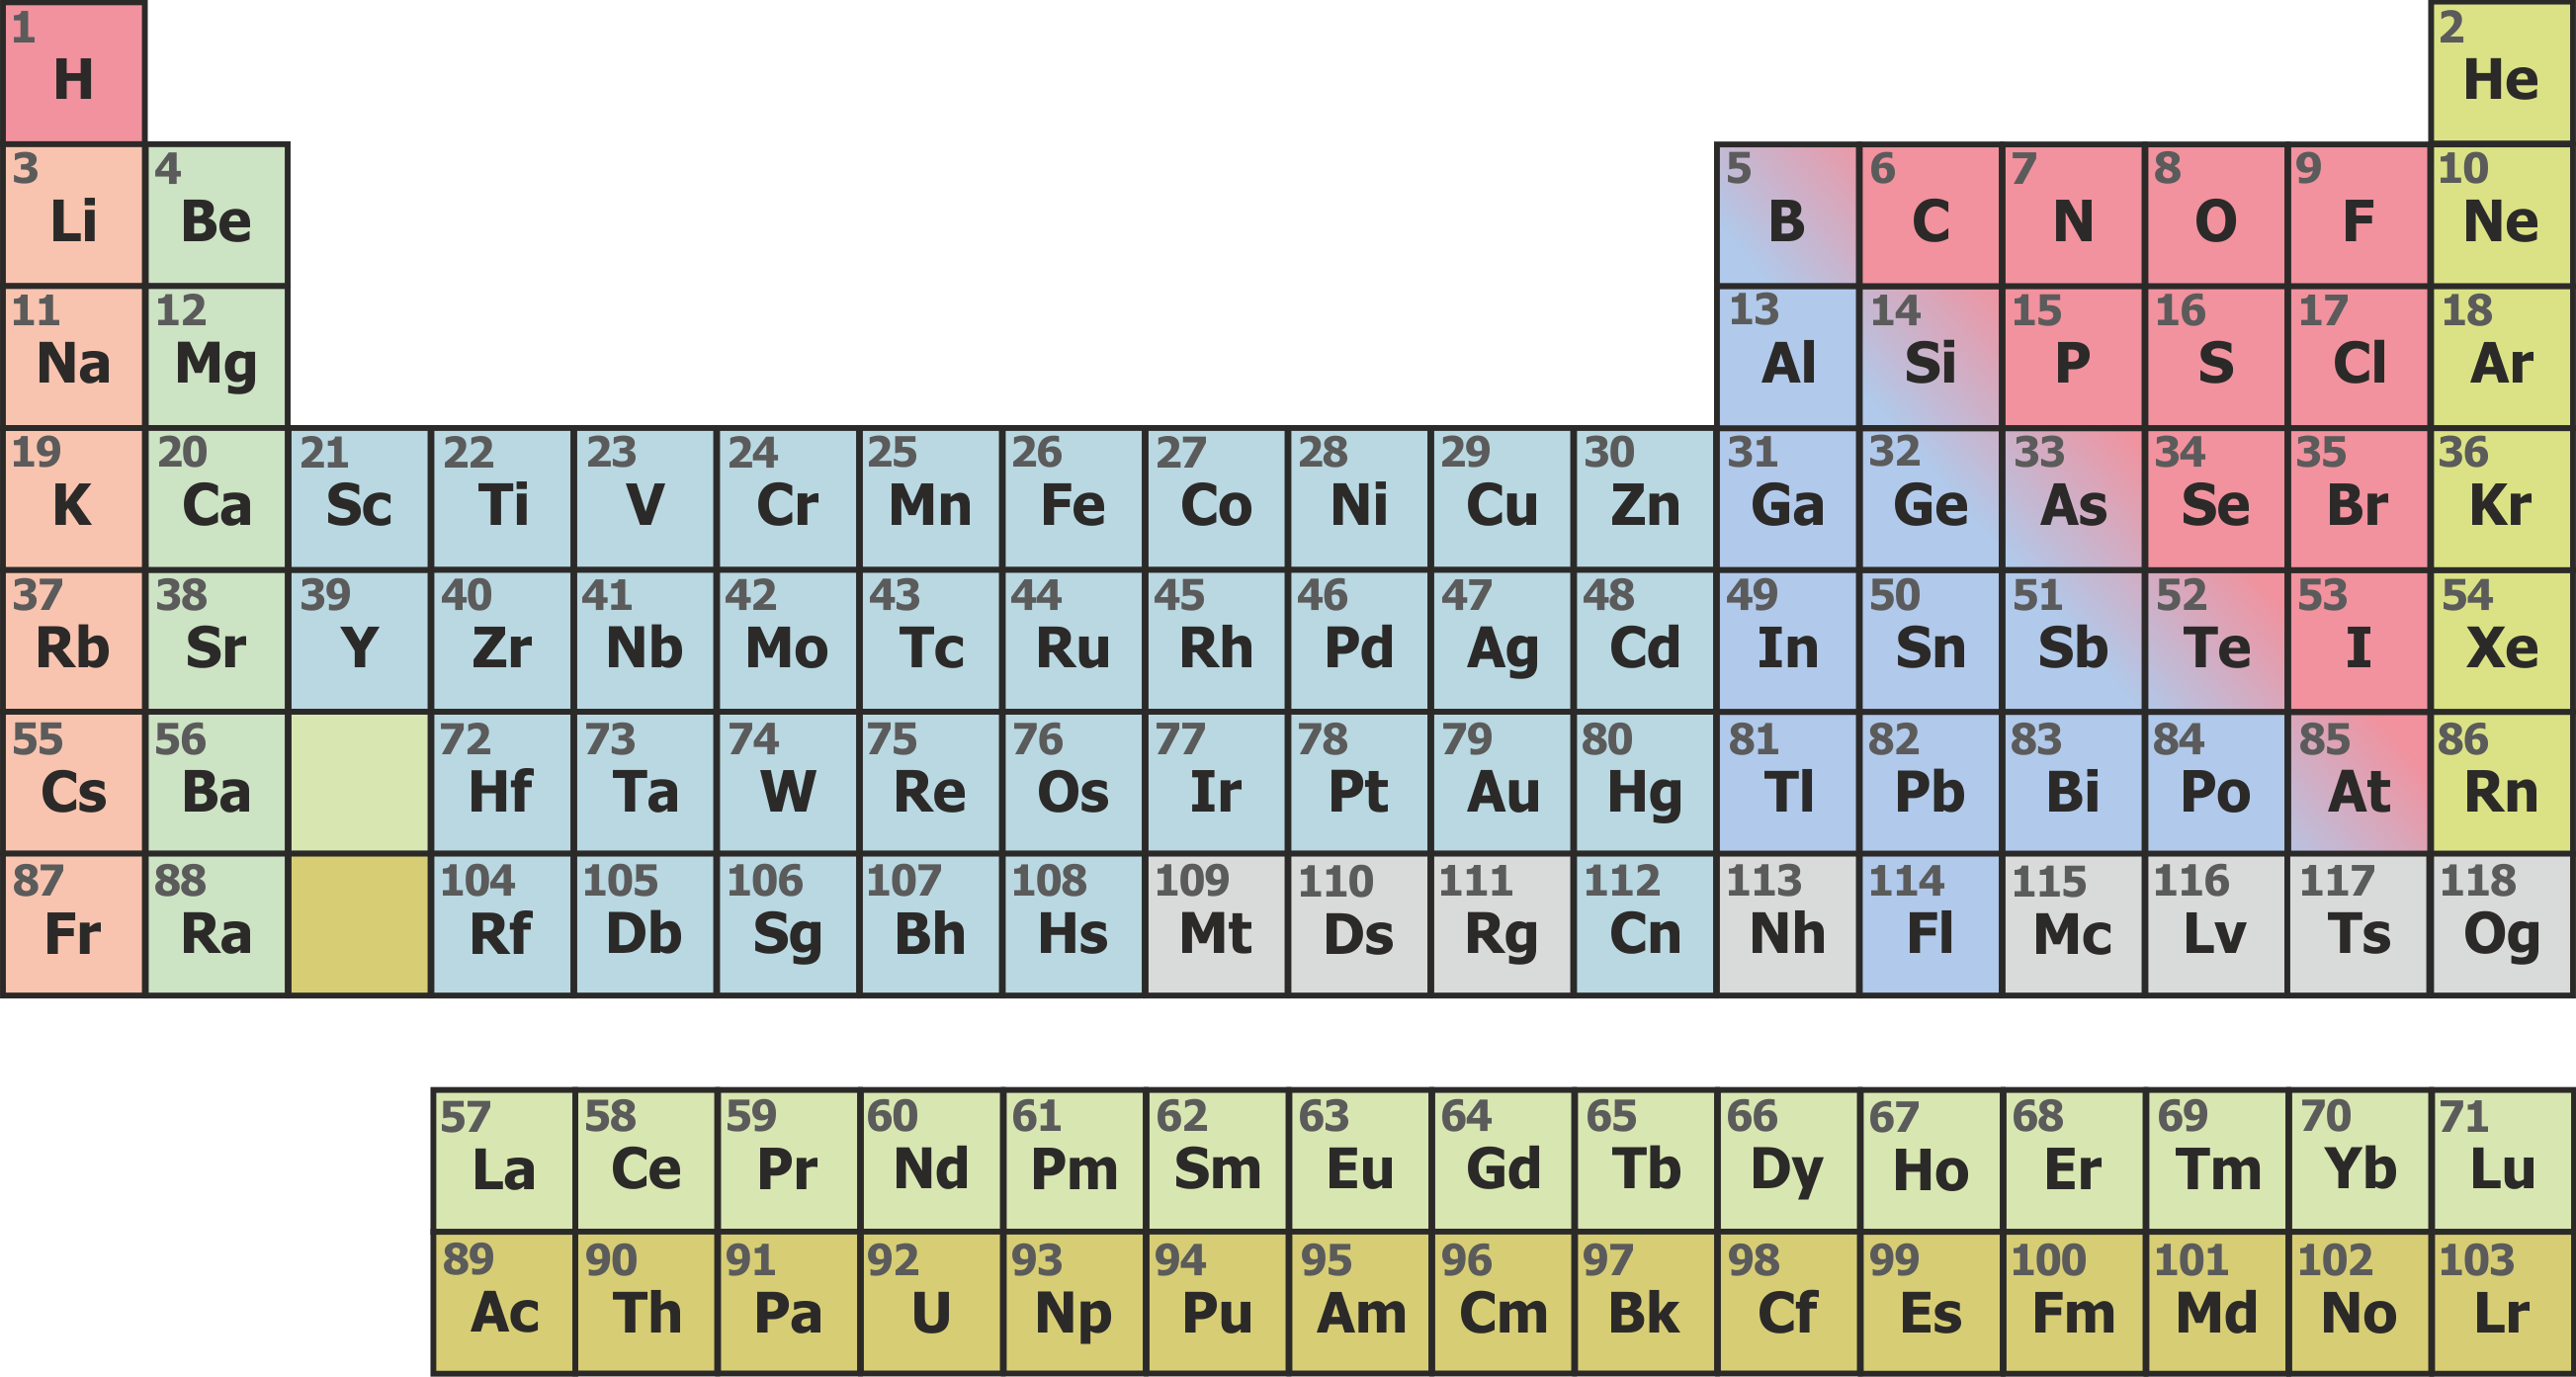 1 2
H He
3 4 5 6 7 8 9 10
Li Be B C N O F Ne
11 12 13 14 15 16 17 18
Na Mg Al Si P S Cl Ar
19 20 21 22 23 24 25 26 27 28 29 30 31 32 33 34 35 36
K Ca Sc Ti V Cr Mn Fe Co Ni Cu Zn Ga Ge As Se Br Kr
37 38 39 40 41 42 43 44 45 46 47 48 49 50 51 52 53 54
Rb Sr Y Zr Nb Mo Tc Ru Rh Pd Ag Cd In Sn Sb Te I Xe
55 56 72 73 74 75 76 77 78 79 80 81 82 83 84 85 86
Cs Ba Hf Ta W Re Os Ir Pt Au Hg Tl Pb Bi Po At Rn
87 88 104 105 106 107 108 109 110 111 112 113 114 115 116 117 118
Fr Ra Rf Db Sg Bh Hs Mt Ds Rg Cn Nh Fl Mc Lv Ts Og
57 58 59 60 61 62 63 64 65 66 67 68 69 70 71
La Ce Pr Nd Pm Sm Eu Gd Tb Dy Ho Er Tm Yb Lu
89 90 91 92 93 94 95 96 97 98 99 100 101 102 103
Ac Th Pa U Np Pu Am Cm Bk Cf Es Fm Md No Lr